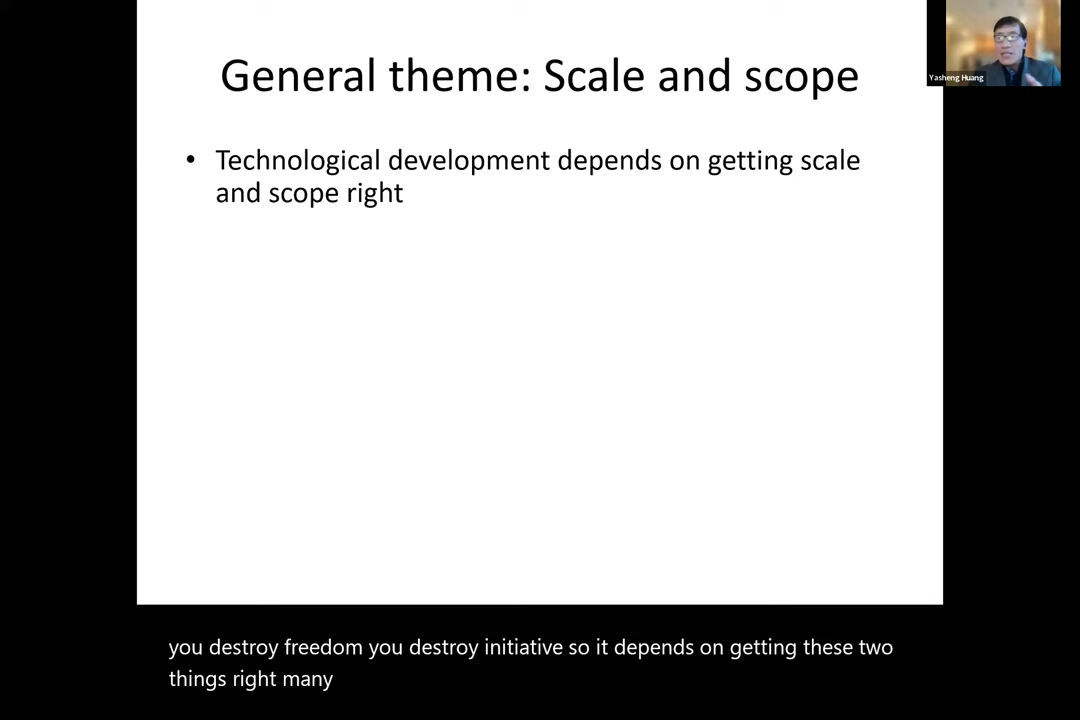 General theme: Scale and scope
Yasheng Huang
• Technological development depends on getting scale
and scope right
you destroy freedom you destroy initiative so it depends on getting these two
things right many